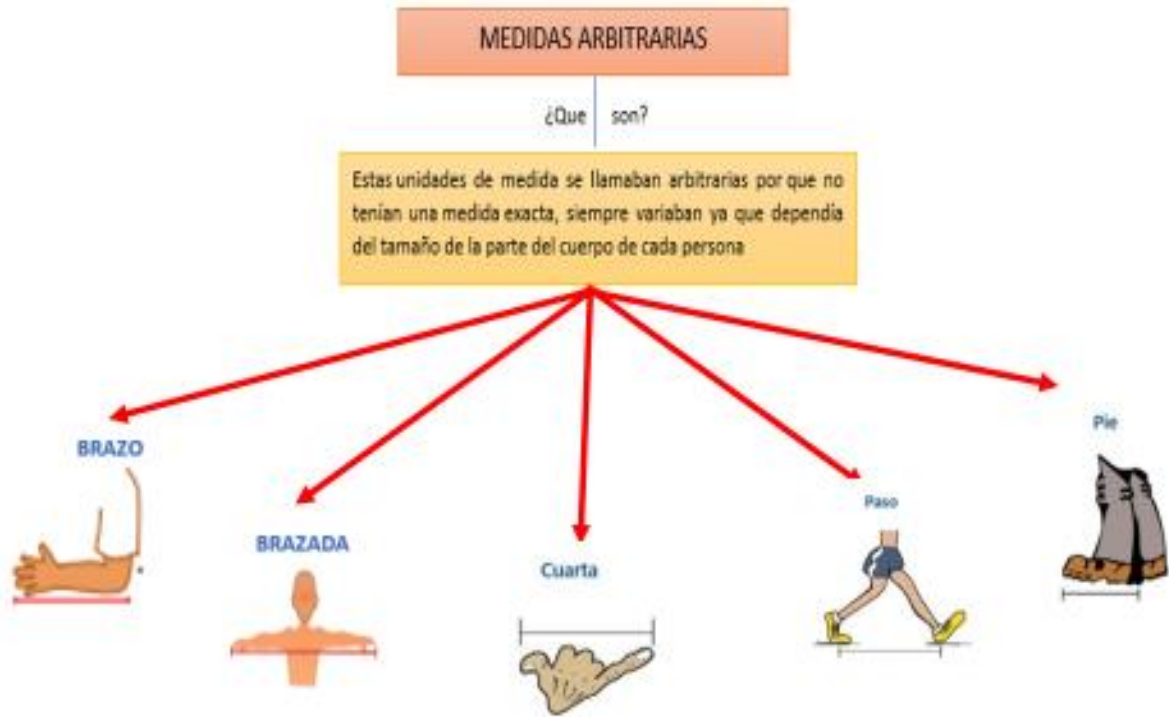 MEDIDAS ARBITRARIAS
¿Que son?
Estas unidades de medida se llamaban arbitrarias por que no
tenían una medida exacta, siempre variaban ya que dependía
del tamaño de la parte del cuerpo de cada persona
BRAZO
BRAZADA
Cuarta
Paso
Pie